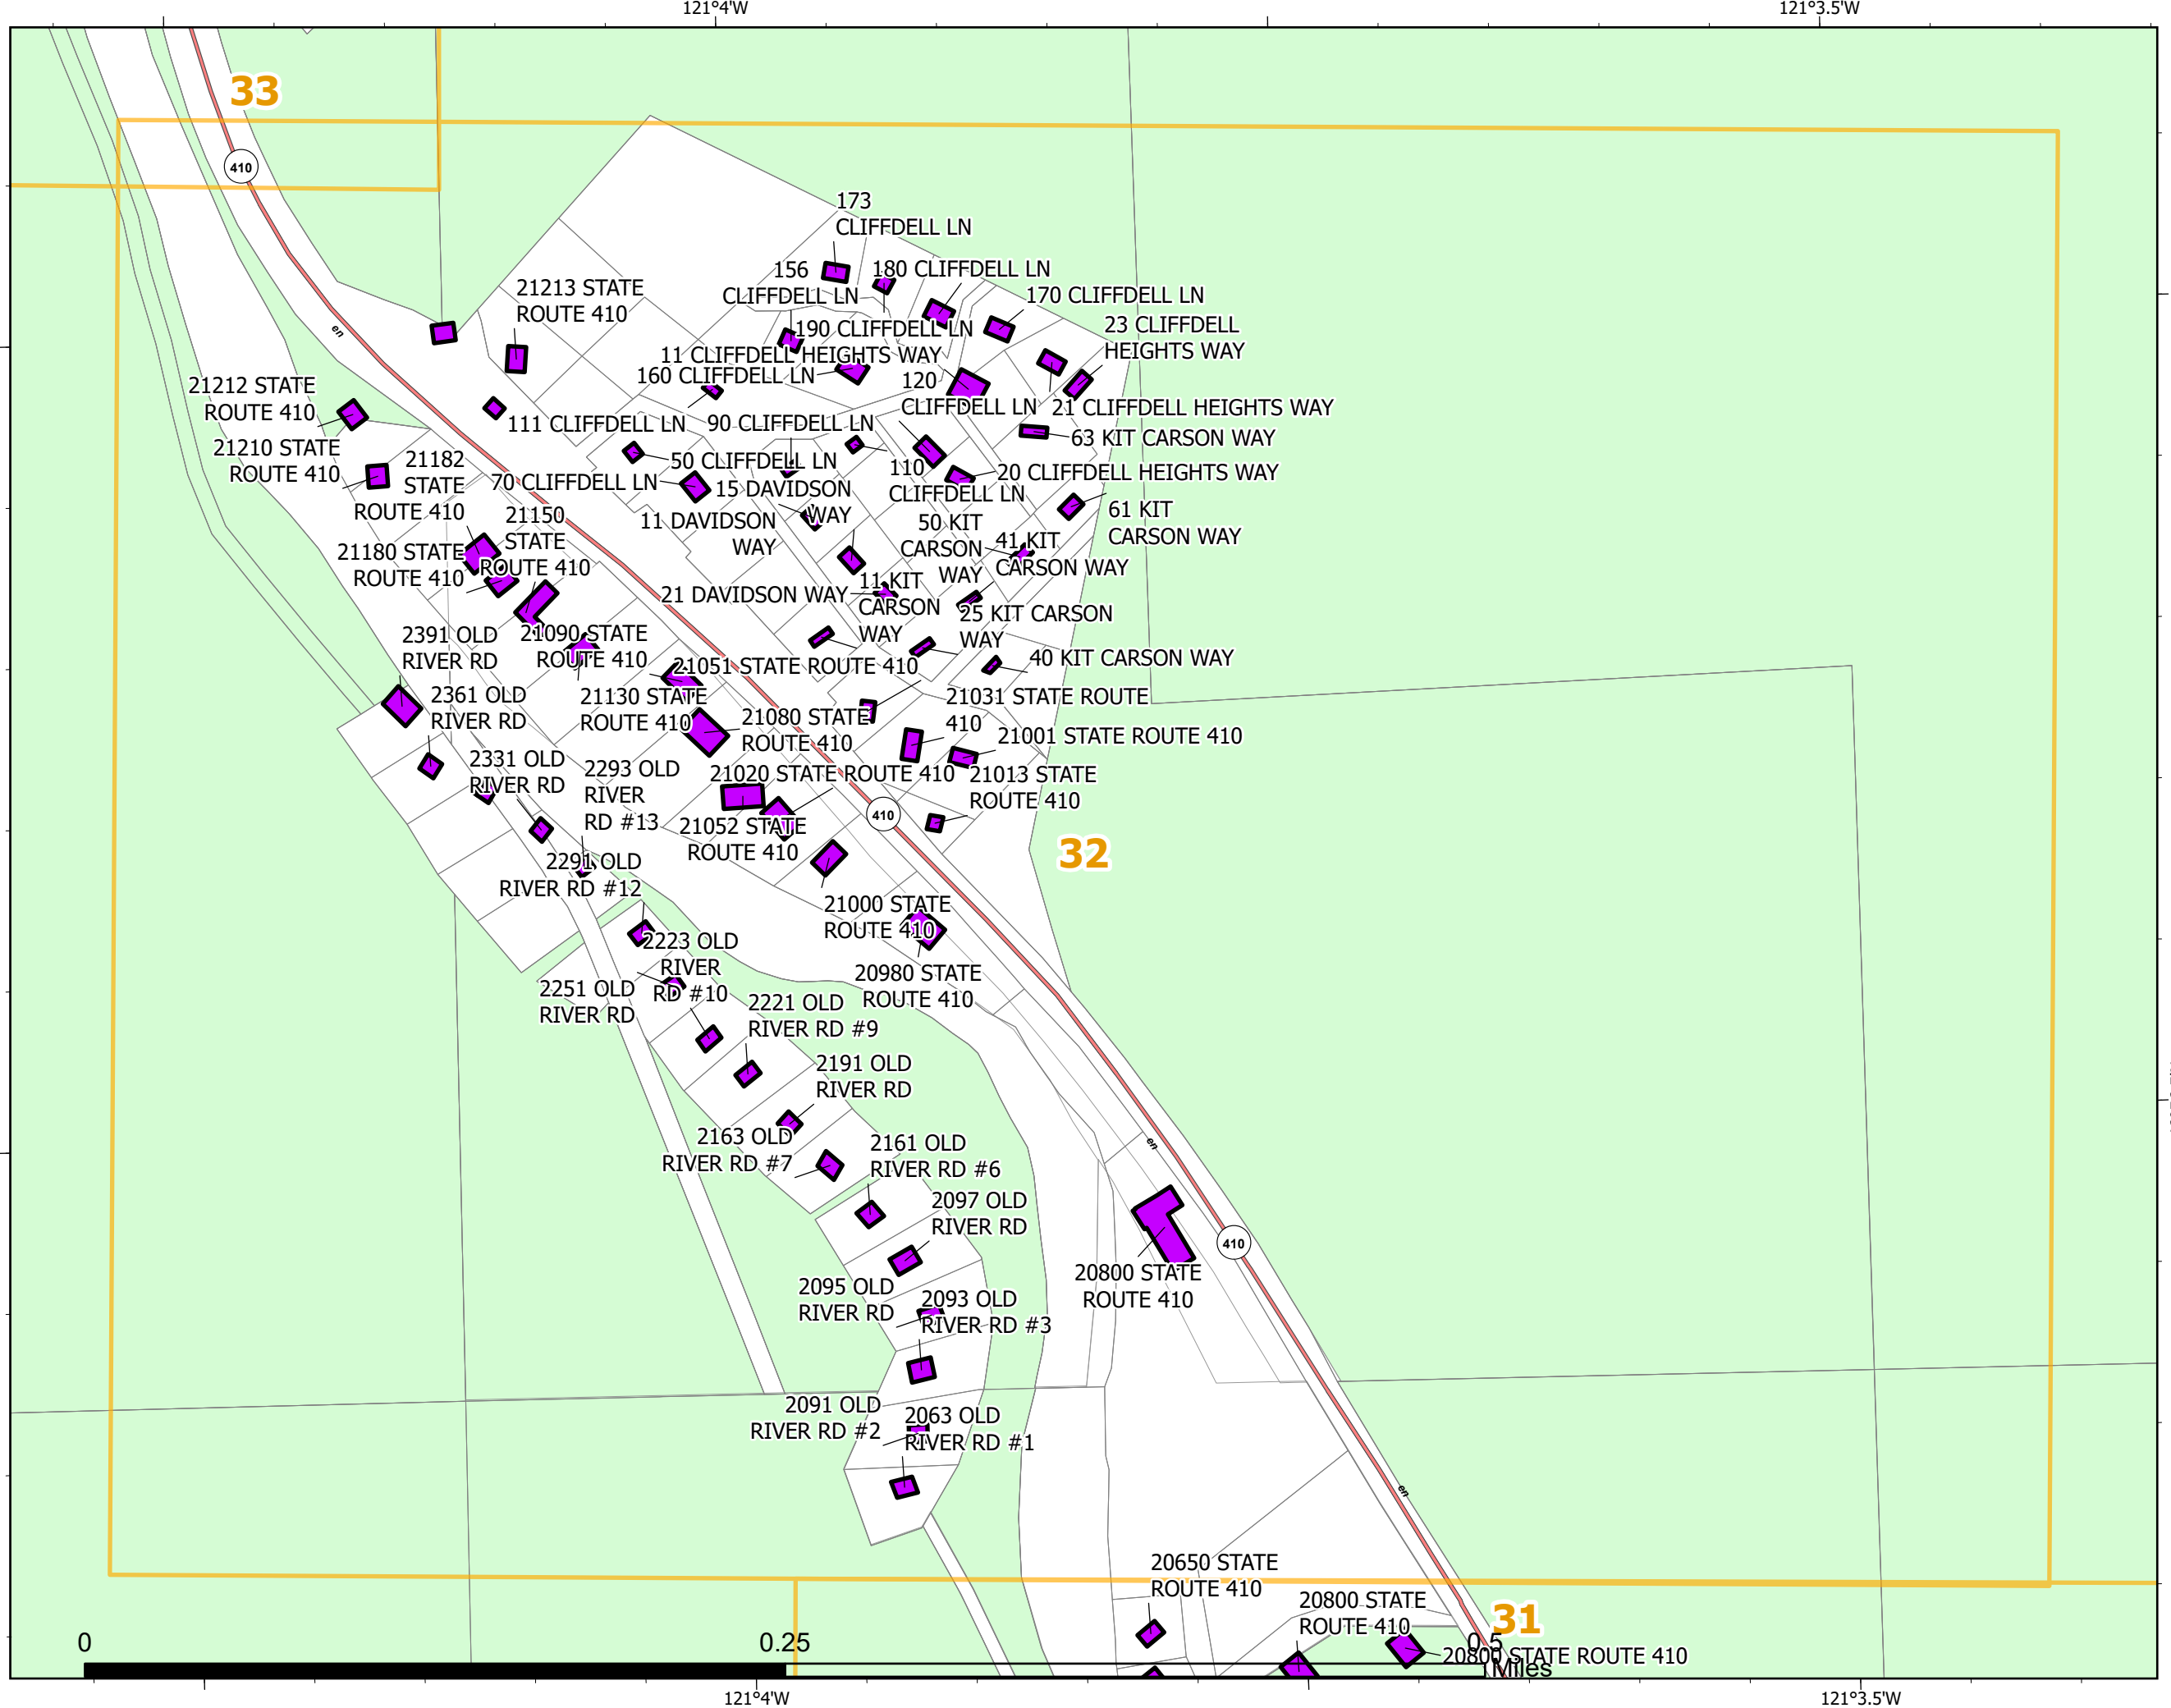 121°4'W
121°3.5'W
33
410
173
CLIFFDELL LN
156
CLIFFDELL LN
180 CLIFFDELL LN
170 CLIFFDELL LN
21213 STATE
ROUTE 410
23 CLIFFDELL
HEIGHTS WAY
190 CLIFFDELL LN
en
11 CLIFFDELL HEIGHTS WAY
160 CLIFFDELL LN
21212 STATE
ROUTE 410
120
CLIFFDELL LN
21 CLIFFDELL HEIGHTS WAY
111 CLIFFDELL LN
90 CLIFFDELL LN
63 KIT CARSON WAY
21210 STATE
ROUTE 410
21182
STATE
ROUTE 410
50 CLIFFDELL LN
110
CLIFFDELL LN
20 CLIFFDELL HEIGHTS WAY
70 CLIFFDELL LN
15 DAVIDSON
WAY
61 KIT
CARSON WAY
21150
STATE
ROUTE 410
11 DAVIDSON
WAY
50 KIT
CARSON
WAY
41 KIT
CARSON WAY
21180 STATE
ROUTE 410
21 DAVIDSON WAY
11 KIT
CARSON
WAY
25 KIT CARSON
WAY
2391 OLD
RIVER RD
21090 STATE
ROUTE 410
40 KIT CARSON WAY
21051 STATE ROUTE 410
2361 OLD
RIVER RD
21130 STATE
ROUTE 410
21031 STATE ROUTE
410
21080 STATE
ROUTE 410
21001 STATE ROUTE 410
2331 OLD
RIVER RD
2293 OLD
RIVER
RD #13
21020 STATE ROUTE 410
21013 STATE
ROUTE 410
410
21052 STATE
ROUTE 410
32
2291 OLD
RIVER RD #12
21000 STATE
ROUTE 410
2223 OLD
RIVER
RD #10
20980 STATE
ROUTE 410
2251 OLD
RIVER RD
2221 OLD
RIVER RD #9
2191 OLD
RIVER RD
2163 OLD
RIVER RD #7
2161 OLD
RIVER RD #6
en
2097 OLD
RIVER RD
410
20800 STATE
ROUTE 410
2095 OLD
RIVER RD
2093 OLD
RIVER RD #3
2091 OLD
RIVER RD #2
2063 OLD
RIVER RD #1
en
20650 STATE
ROUTE 410
20800 STATE
ROUTE 410
31
20800 STATE ROUTE 410
0
0.25
0.5
Miles
121°4'W
121°3.5'W